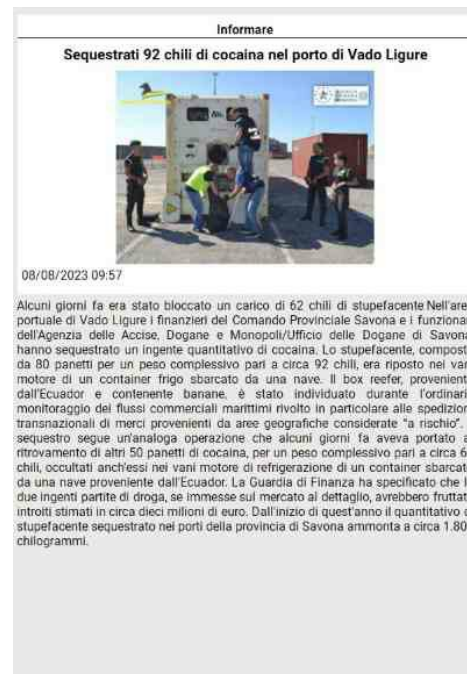 Informare
Sequestrati 92 chili di cocaina nel porto di Vado Ligure
08/08/2023 09:57
Alcuni giorni fa era stato bloccato un carico di 62 chili di stupefacente Nell'are
portuale di Vado Ligure i finanzieri del Comando Provinciale Savona e i funziona
dell'Agenzia delle Accise, Dogane e Monopoli/Ufficio delle Dogane di Savona
hanno sequestrato un ingente quantitativo di cocaina. Lo stupefacente, compost
da 80 panetti per un peso complessivo pari a circa 92 chili, era riposto nei van
motore di un container frigo sbarcato da una nave. Il box reefer, provenient
dall'Ecuador e contenente banane, è stato individuato durante l'ordinari
monitoraggio dei flussi commerciali marittimi rivolto in particolare alle spedizion
transnazionali di merci provenienti da aree geografiche considerate "a rischio".
sequestro segue un'analoga operazione che alcuni giorni fa aveva portato a
ritrovamento di altri 50 panetti di cocaina, per un peso complessivo pari a circa 6
chili, occultati anch'essi nei vani motore di refrigerazione di un container sbarcat
da una nave proveniente dall'Ecuador. La Guardia di Finanza ha specificato che l
due ingenti partite di droga, se immesse sul mercato al dettaglio, avrebbero fruttat
introiti stimati in circa dieci milioni di euro. Dall'inizio di quest'anno il quantitativo d
stupefacente sequestrato nei porti della provincia di Savona ammonta a circa 1.80
chilogrammi.